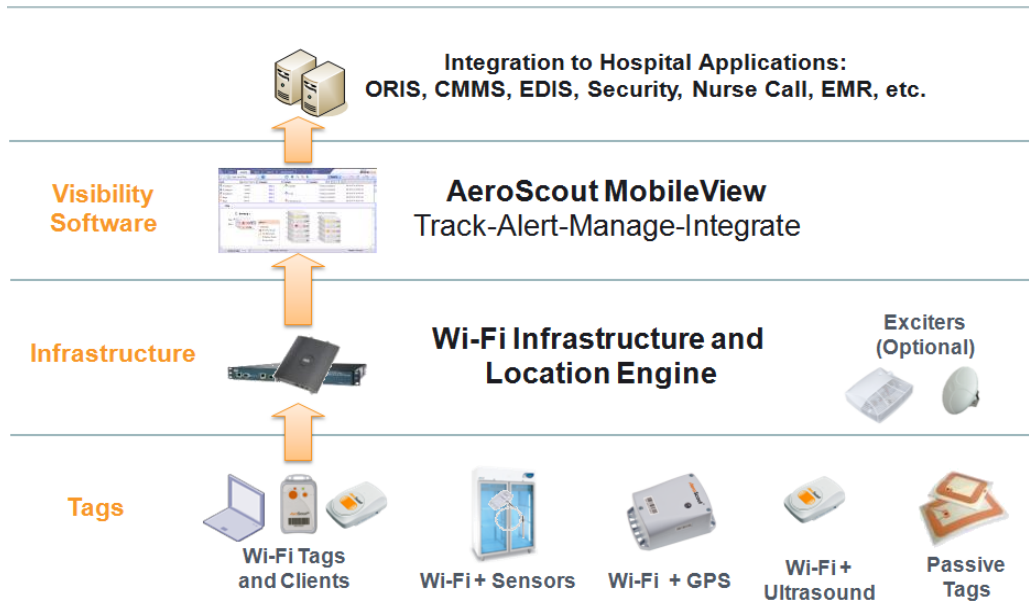 Integration to Hospital Applications:
ORIS, CMMS, EDIS, Security, Nurse Call, EMR, etc.
Visibility
Software
AeroScout MobileView
Track-Alert-Manage-Integrate
Infrastructure
Wi-Fi Infrastructure and
Location Engine
Exciters
(Optional)
Tags
Wi-Fi Tags
and Clients
Wi-Fi + Sensors
Wi-Fi + GPS
Wi-Fi +
Ultrasound
Passive
Tags